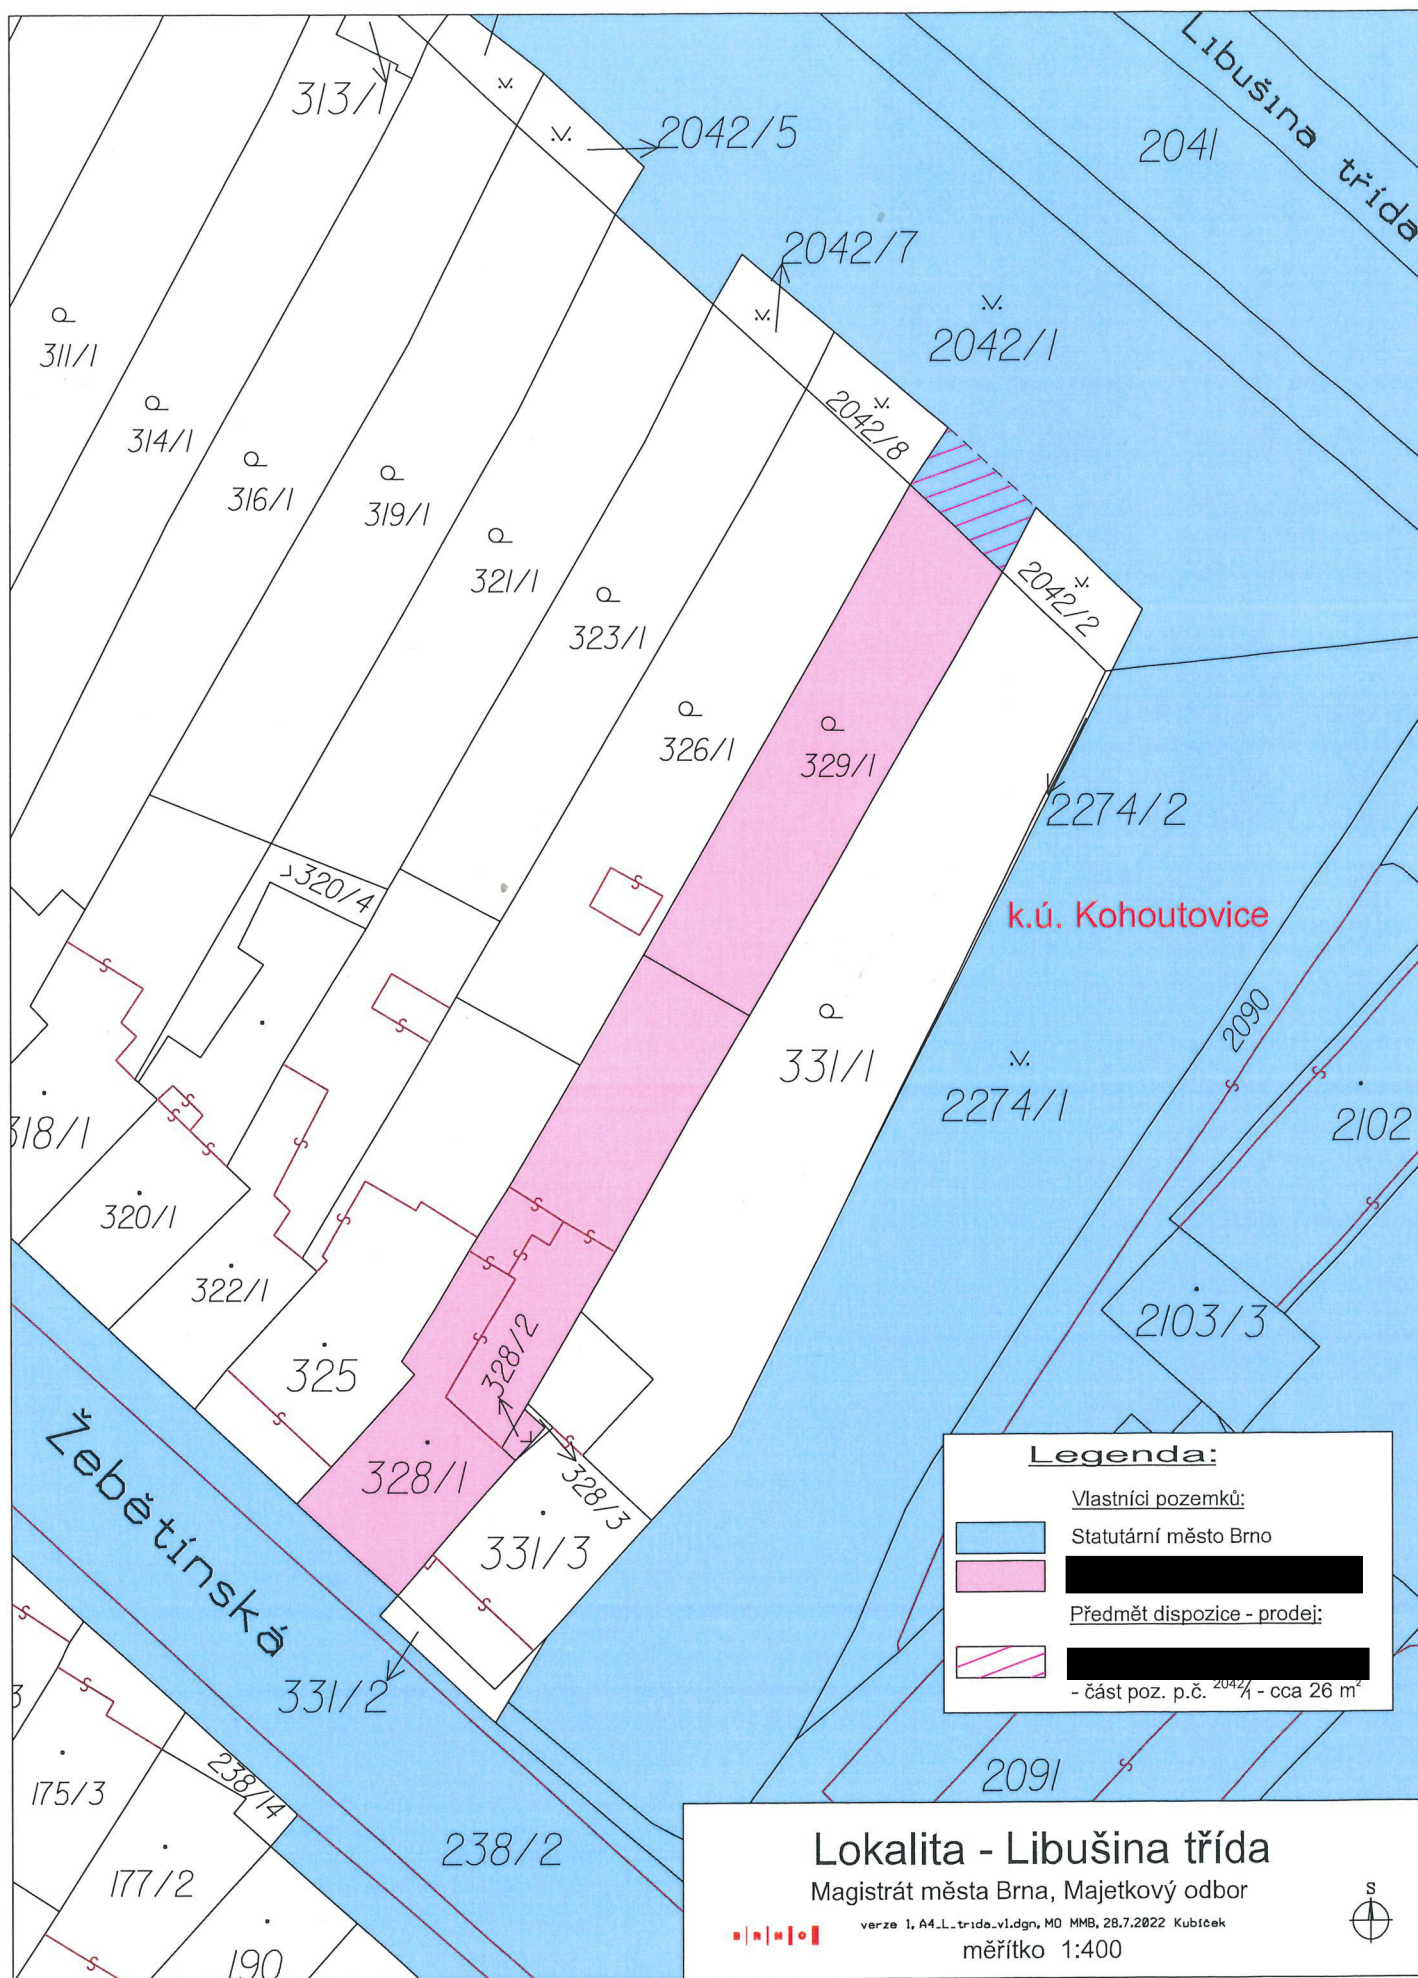 Libušina třída
313/1
2042/5
2041
2042/7
2042/1
311/1
314/1
316/1
319/1
321/1
323/1
326/1
329/1
2042/8
2042/2
2274/2
k.ú. Kohoutovice
320/4
331/1
2274/1
2090
2102
318/1
320/1
322/1
325
328/2
328/1
328/3
331/3
2103/3
Žebětínská
331/2
175/3
238/14
177/2
190
238/2
2091
Legenda:
Vlastníci pozemků:
Statutární město Brno
Předmět dispozice - prodej:
- část poz. p.č. 2042/1 - cca 26 m²
Lokalita - Libušina třída
Magistrát města Brna, Majetkový odbor
verze 1, A4_L_trida_v1.dgn, MO MMB, 28.7.2022 Kubíček
měřítko 1:400
BRNO
S